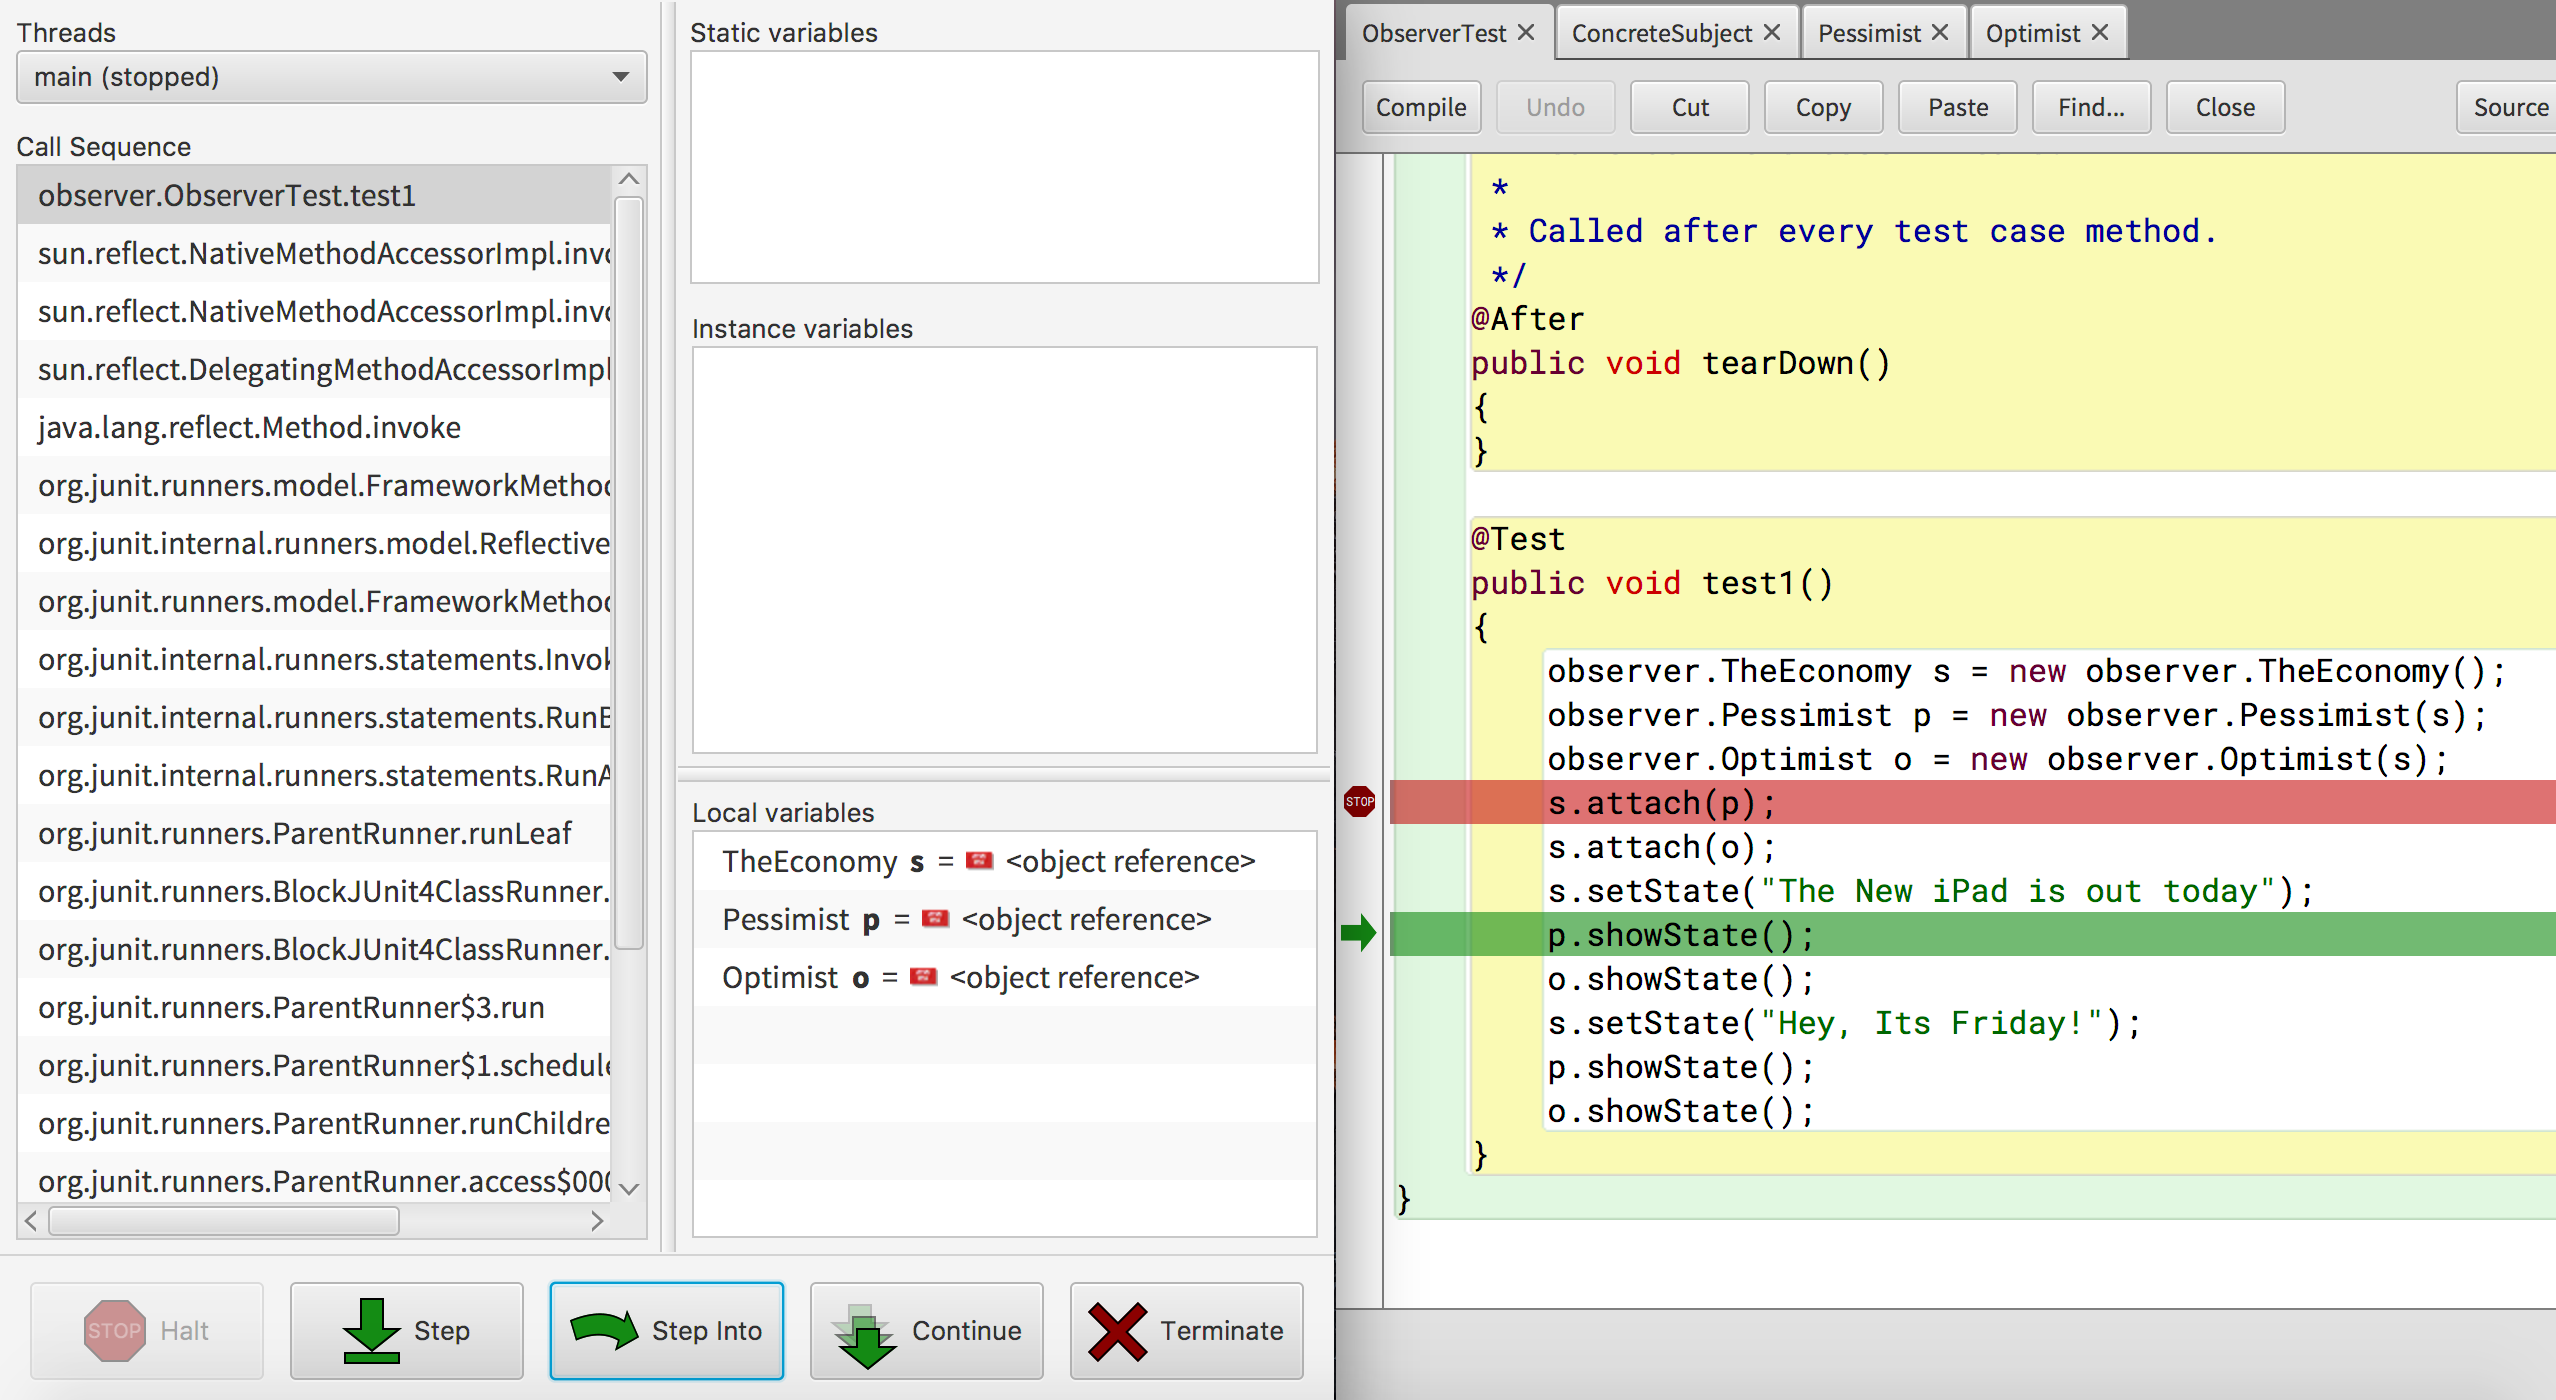 Threads
main (stopped)
Call Sequence
observer.ObserverTest.test1
sun.reflect.NativeMethodAccessorImpl.invo
sun.reflect.NativeMethodAccessorImpl.invo
sun.reflect.DelegatingMethodAccessorImpl
java.lang.reflect.Method.invoke
org.junit.runners.model.FrameworkMethod
org.junit.internal.runners.model.Reflective
org.junit.runners.model.FrameworkMethod
org.junit.internal.runners.statements.Invok
org.junit.internal.runners.statements.RunB
org.junit.internal.runners.statements.RunA
org.junit.runners.ParentRunner.runLeaf
org.junit.runners.BlockJUnit4ClassRunner.
org.junit.runners.BlockJUnit4ClassRunner.
org.junit.runners.ParentRunner$3.run
org.junit.runners.ParentRunner$1.schedule
org.junit.runners.ParentRunner.runChildre
org.junit.runners.ParentRunner.access$000
Static variables
Instance variables
Local variables
TheEconomy s = <object reference>
Pessimist p = <object reference>
Optimist o = <object reference>
STOP Halt
Step
Step Into
Continue
Terminate
ObserverTest
ConcreteSubject
Pessimist
Optimist
Compile
Undo
Cut
Copy
Paste
Find...
Close
Source
*
* Called after every test case method.
*/
@After
public void tearDown()
{
}
@Test
public void test1()
{
observer.TheEconomy s = new observer.TheEconomy();
observer.Pessimist p = new observer.Pessimist(s);
observer.Optimist o = new observer.Optimist(s);
STOP s.attach(p);
s.attach(o);
s.setState("The New iPad is out today");
p.showState();
o.showState();
s.setState("Hey, Its Friday!");
p.showState();
o.showState();
}
}